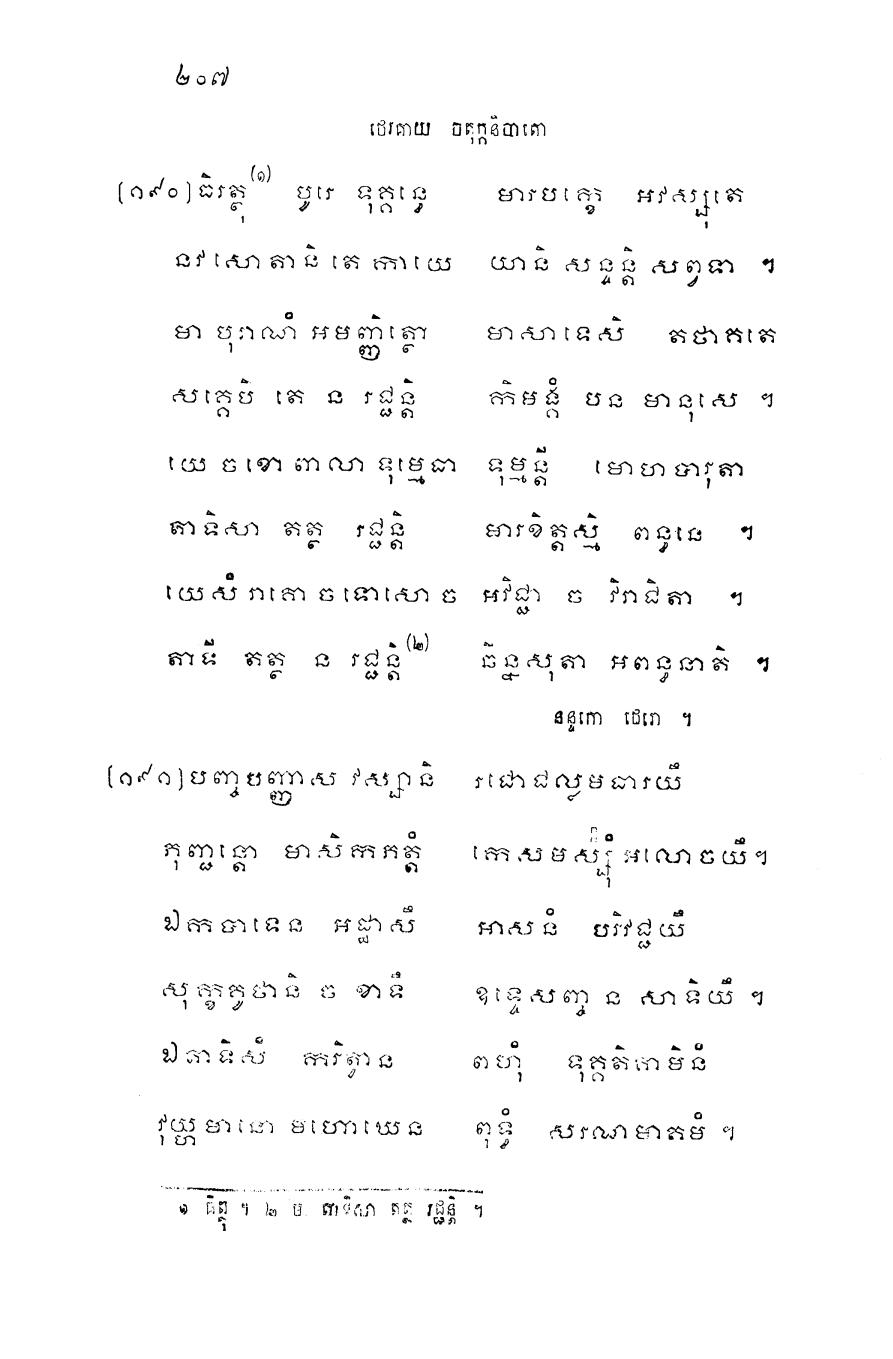 ២០៧
ថេរគាថាយ ចតុក្កនិបាតោ
(១៩០) ធិរត្ថុ(១) បូរេ ទុគ្គន្ធេ មារបក្ខេ អវស្សុតេ
នវ សោតានិ តេ កាយេ យានិ សន្ទន្តិ សព្វទា ។
មា បុរាណំ អមញ្ញិត្ថោ មាសាទេសិ តថាគតេ
សគ្គេបិ តេ ន រជ្ជន្តិ កិមង្គំ បន មានុសេ ។
យេ ច ខោ ពាលា ទុម្មេធា ទុម្មន្តី មោហបារុតា
តាទិសា តត្ថ រជ្ជន្តិ មារខិត្តស្មិ ពន្ធនេ ។
យេសំ រាគោ ច ទោសោ ច អវិជ្ជា ច វិរាជិតា ។
តាទី តត្ថ ន រជ្ជន្តិ(២) ឆិន្នសុតា អពន្ធនាតិ ។
នន្ទកោ ថេរោ ។
(១៩១) បញ្ចបញ្ញាស វស្សានិ រជោជល្លមធារយឹ
ភុញ្ជន្តោ មាសិកភត្តំ កេសមស្សុំ អលោចយឹ។
ឯកបាទេន អដ្ឋាសឹ អាសនំ បរិវជ្ជយឹ
សុក្ខគូថានិ ច ខាទឹ ឧទ្ទេសញ្ច ន សាទិយឹ ។
ឯតាទិសំ ករិត្វាន ពហុំ ទុគ្គតិគាមិនំ
វុយ្ហមានោ មហោឃេន ពុទ្ធំ សរណមាគមំ ។
១ ធិព្ភុ ។ ២ ប. តាទិសា តត្ថ រជ្ជន្តិ ។